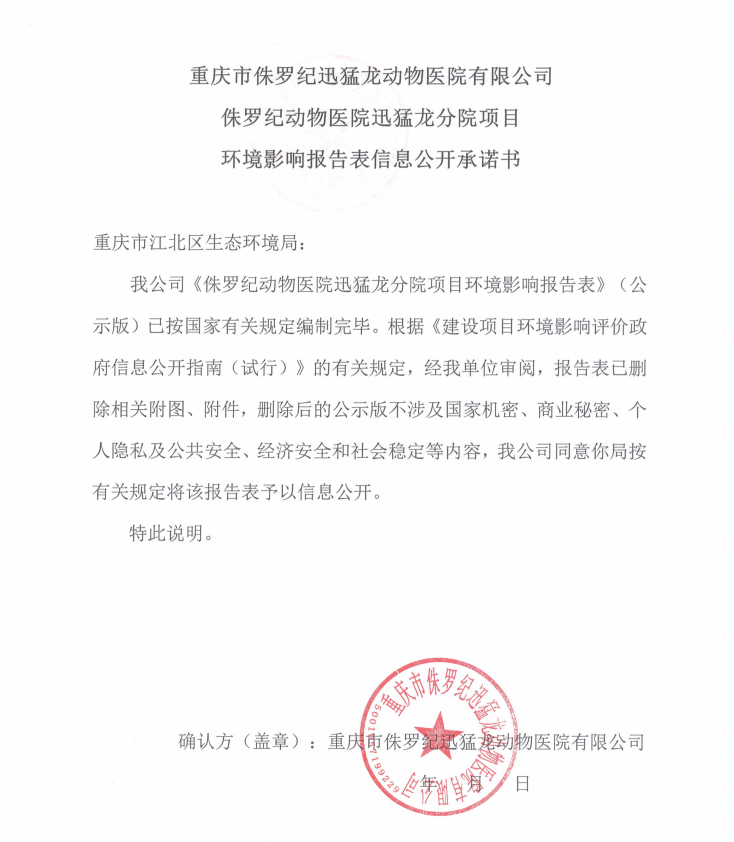 重庆市侏罗纪迅猛龙动物医院有限公司
侏罗纪动物医院迅猛龙分院项目
环境影响报告表信息公开承诺书
重庆市江北区生态环境局：
我公司《侏罗纪动物医院迅猛龙分院项目环境影响报告表》（公
示版）已按国家有关规定编制完毕。根据《建设项目环境影响评价政
府信息公开指南（试行）》的有关规定，经我单位审阅，报告表已删
除相关附图、附件，删除后的公示版不涉及国家机密、商业秘密、个
人隐私及公共安全、经济安全和社会稳定等内容，我公司同意你局按
有关规定将该报告表予以信息公开。
特此说明。
确认方（盖章）：重庆市侏罗纪迅猛龙动物医院有限公司
年 月 日
重庆市侏罗纪迅猛龙动物医院有限公司